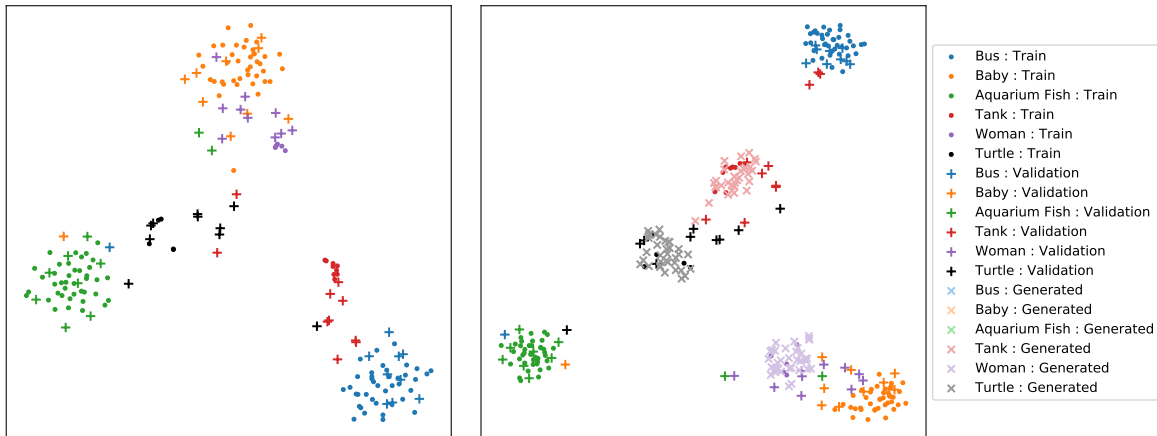 Bus : Train
Baby : Train
Aquarium Fish : Train
Tank : Train
Woman : Train
Turtle : Train
Bus : Validation
Baby : Validation
Aquarium Fish : Validation
Tank : Validation
Woman : Validation
Turtle : Validation
Bus : Generated
Baby : Generated
Aquarium Fish : Generated
Tank : Generated
Woman : Generated
Turtle : Generated